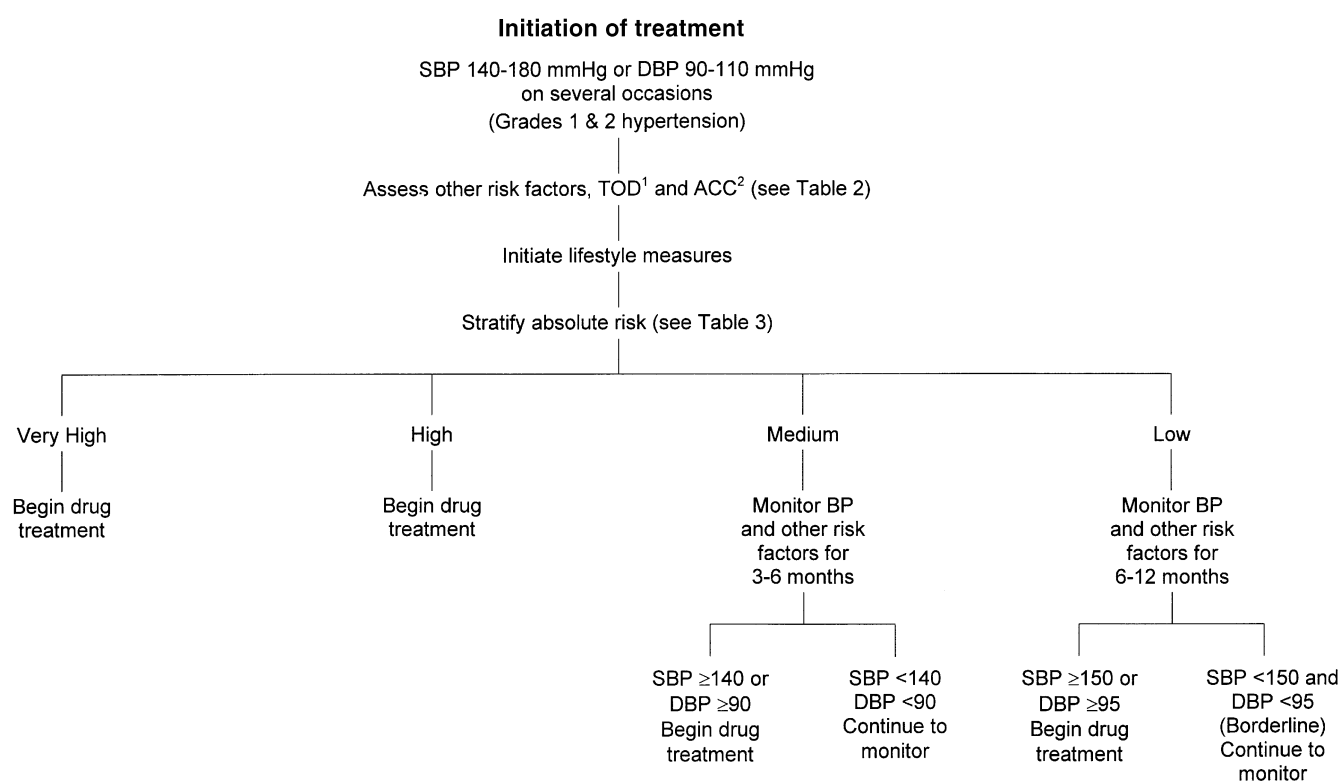 Initiation of treatment
SBP 140-180 mmHg or DBP 90-110 mmHg
on several occasions
(Grades 1 & 2 hypertension)
Assess other risk factors, TOD¹ and ACC² (see Table 2)
Initiate lifestyle measures
Stratify absolute risk (see Table 3)
Very High
High
Medium
Low
Begin drug
treatment
Begin drug
treatment
Monitor BP
and other risk
factors for
3-6 months
Monitor BP
and other risk
factors for
6-12 months
SBP ≥140 or
DBP ≥90
Begin drug
treatment
SBP <140
DBP <90
Continue to
monitor
SBP ≥150 or
DBP ≥95
Begin drug
treatment
SBP <150 and
DBP <95
(Borderline)
Continue to
monitor